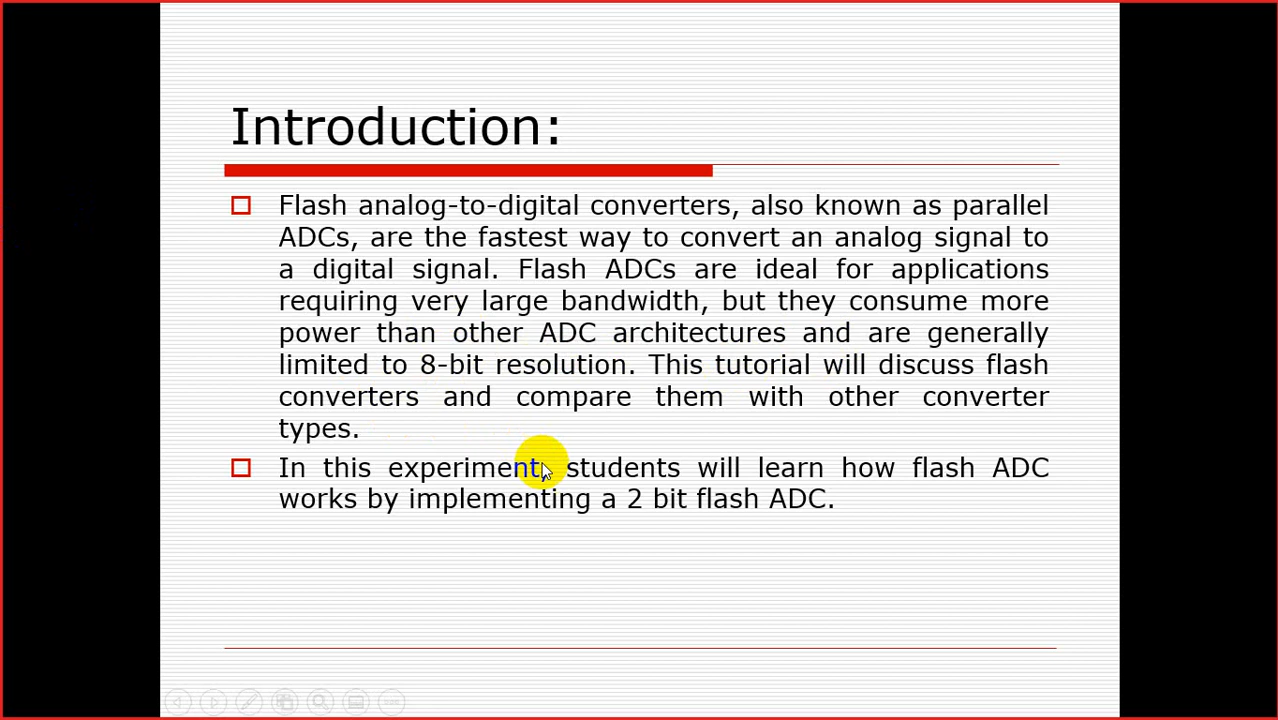 Introduction:
Flash analog-to-digital converters, also known as parallel
ADCs, are the fastest way to convert an analog signal to
a digital signal. Flash ADCs are ideal for applications
requiring very large bandwidth, but they consume more
power than other ADC architectures and are generally
limited to 8-bit resolution. This tutorial will discuss flash
converters and compare them with other converter
types.
In this experiment, students will learn how flash ADC
works by implementing a 2 bit flash ADC.